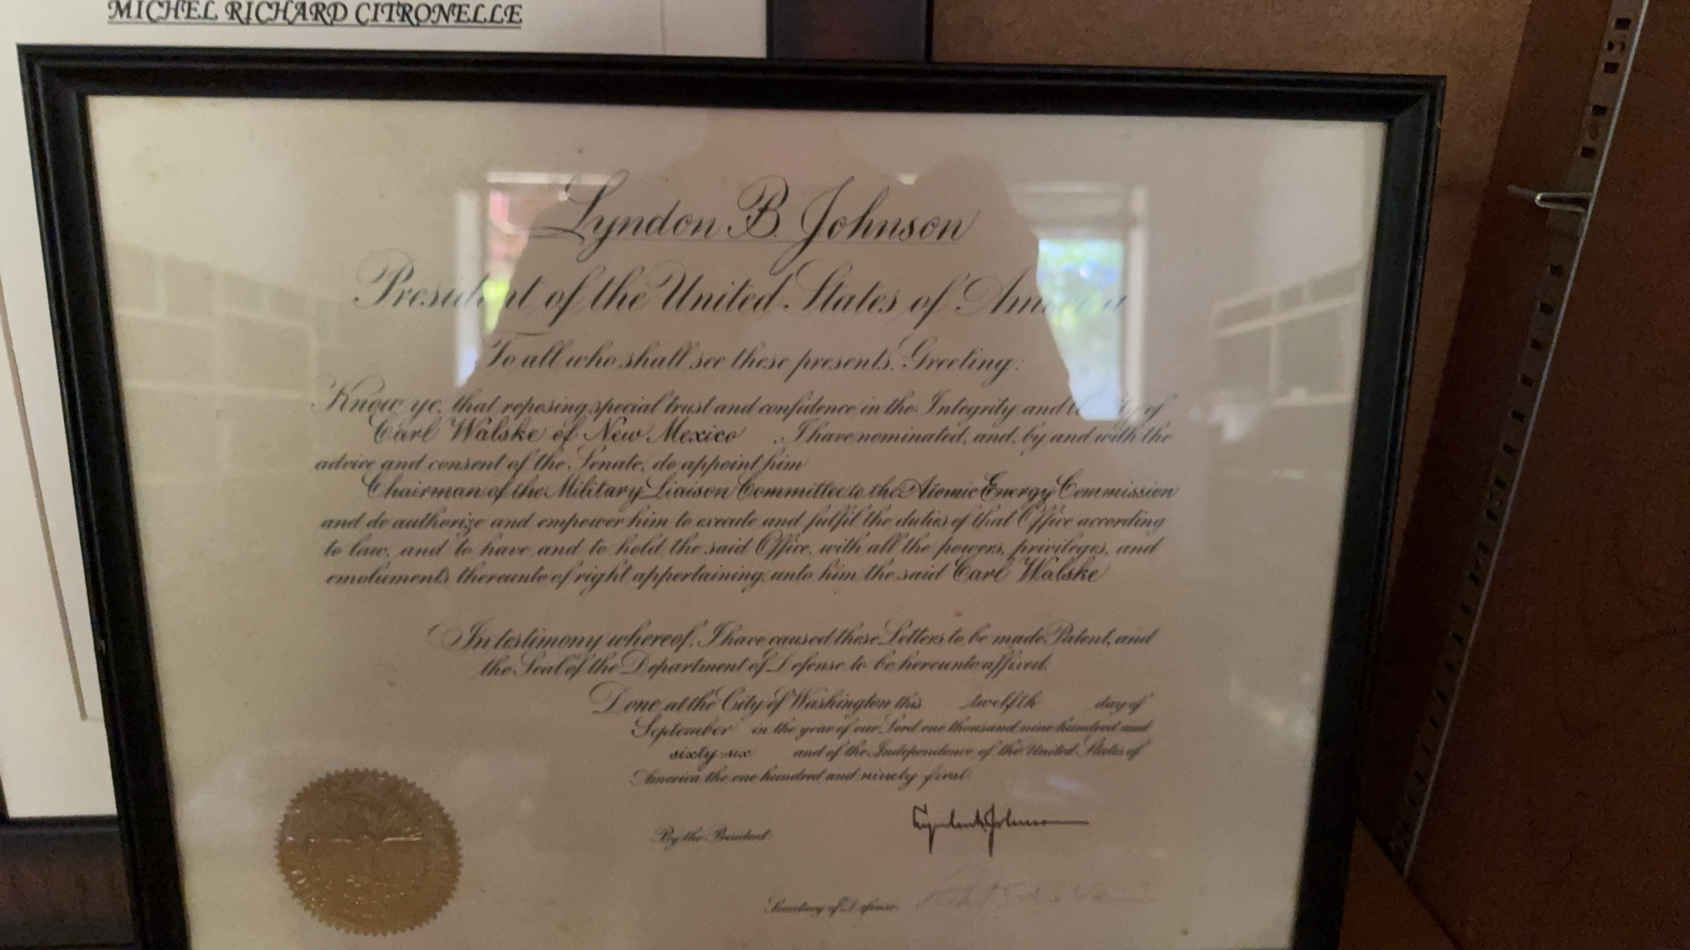 MICHEL RICHARD CITRONELLE
Lyndon B. Johnson
President of the United States of America
To all who shall see these presents, Greeting:
Know ye, that reposing special trust and confidence in the Integrity and of
Carl Walske of New Mexico , I have nominated, and, by and with the
advice and consent of the Senate, do appoint him
Chairman of the Military Liaison Committee to the Atomic Energy Commission
and do authorize and empower him to execute and fulfil the duties of that Office according
to law, and to have and to hold the said Office, with all the powers, privileges, and
emoluments thereunto of right appertaining, unto him, the said Carl Walske
In testimony whereof, I have caused these Letters to be made Patent, and
the Seal of the Department of Defense to be hereunto affixed.
Done at the City of Washington this twelfth day of
September in the year of our Lord one thousand nine hundred and
sixty-six and of the Independence of the United States of
America the one hundred and ninety-first.
By the President:
Lyndon B. Johnson
Secretary of Defense.